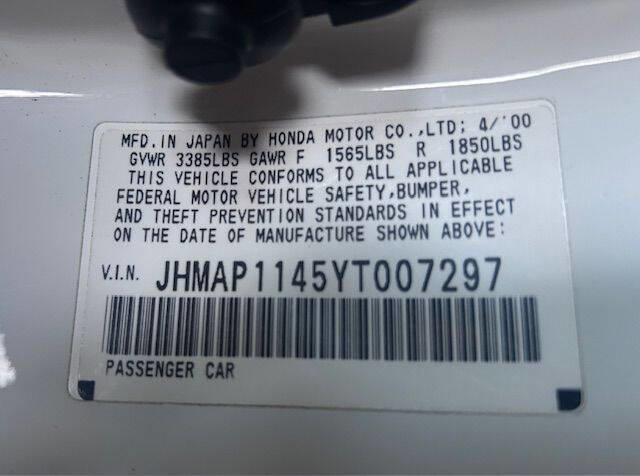 MFD.IN JAPAN BY HONDA MOTOR CO.,LTD; 4/'00
GVWR 3385LBS GAWR F 1565LBS R 1850LBS
THIS VEHICLE CONFORMS TO ALL APPLICABLE
FEDERAL MOTOR VEHICLE SAFETY,BUMPER,
AND THEFT PREVENTION STANDARDS IN EFFECT
ON THE DATE OF MANUFACTURE SHOWN ABOVE:
V.I.N. JHMAP1145YT007297
PASSENGER CAR